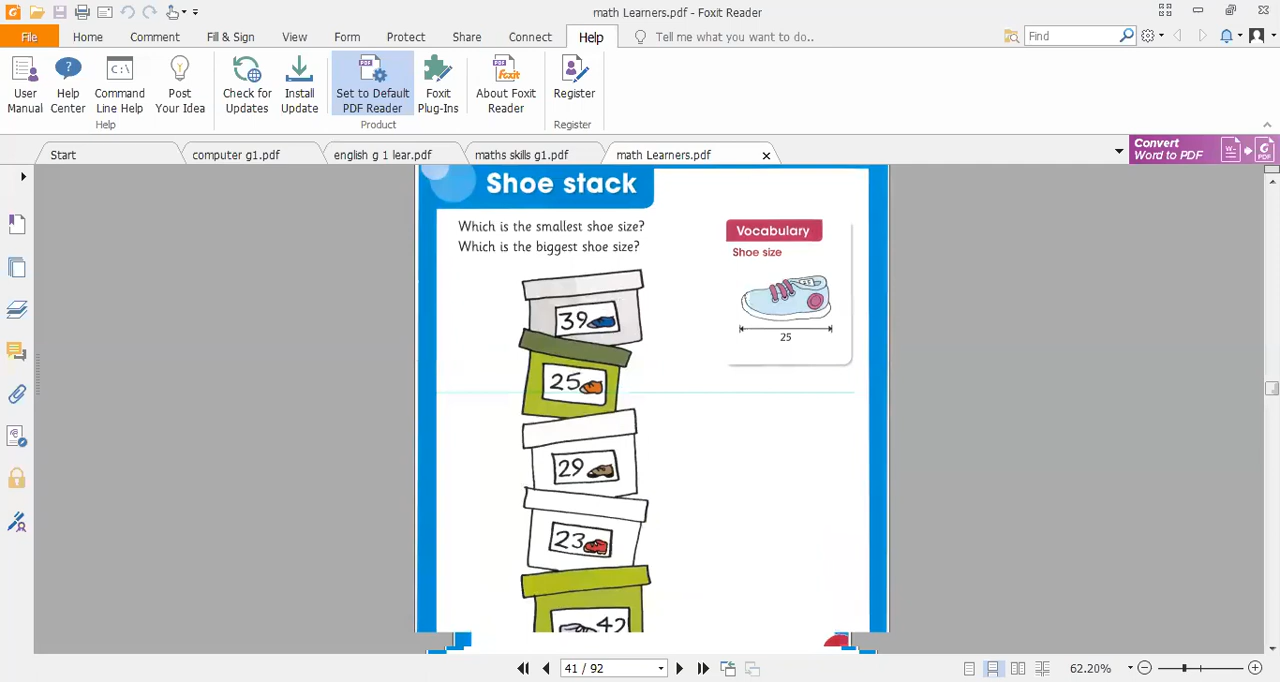 math Learners.pdf - Foxit Reader
File Home Comment Fill & Sign View Form Protect Share Connect Help Tell me what you want to do.. Find
User Manual
Help Center
Command Line Help
Post Your Idea
Check for Updates
Install Update
Set to Default PDF Reader
Foxit Plug-Ins
About Foxit Reader
Register
Help Product Register
Start computer g1.pdf english g 1 lear.pdf maths skills g1.pdf math Learners.pdf
Convert
Word to PDF
Shoe stack
Which is the smallest shoe size?
Which is the biggest shoe size?
Vocabulary
Shoe size
25
39
25
29
23
42
41 / 92
62.20%